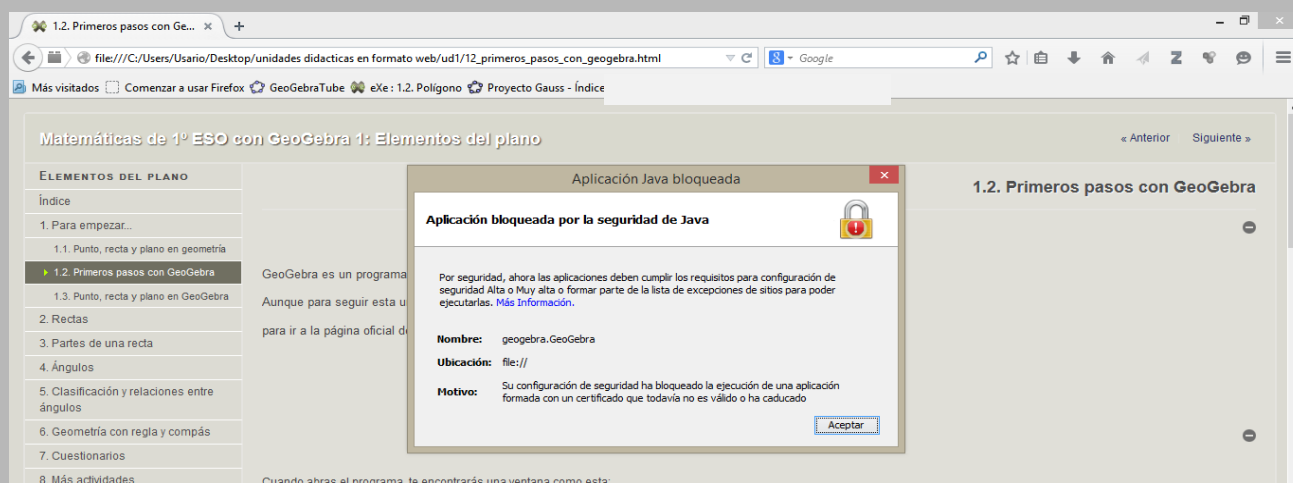 1.2. Primeros pasos con Ge...
file:///C:/Users/Usario/Desktop/unidades didacticas en formato web/ud1/12_primeros_pasos_con_geogebra.html
Google
Más visitados Comenzar a usar Firefox GeoGebraTube eXe : 1.2. Polígono Proyecto Gauss - Índice
Matemáticas de 1º ESO con GeoGebra 1: Elementos del plano
« Anterior Siguiente »
ELEMENTOS DEL PLANO
Índice
1. Para empezar...
1.1. Punto, recta y plano en geometría
1.2. Primeros pasos con GeoGebra
1.3. Punto, recta y plano en GeoGebra
2. Rectas
3. Partes de una recta
4. Ángulos
5. Clasificación y relaciones entre
ángulos
6. Geometría con regla y compás
7. Cuestionarios
8. Más actividades
1.2. Primeros pasos con GeoGebra
GeoGebra es un programa
Aunque para seguir esta u
para ir a la página oficial d
Cuando abras el programa, te encontrarás una ventana como esta:
Aplicación Java bloqueada
Aplicación bloqueada por la seguridad de Java
Por seguridad, ahora las aplicaciones deben cumplir los requisitos para configuración de
seguridad Alta o Muy alta o formar parte de la lista de excepciones de sitios para poder
ejecutarlas. Más Información.
Nombre: geogebra.GeoGebra
Ubicación: file://
Motivo: Su configuración de seguridad ha bloqueado la ejecución de una aplicación
formada con un certificado que todavía no es válido o ha caducado
Aceptar